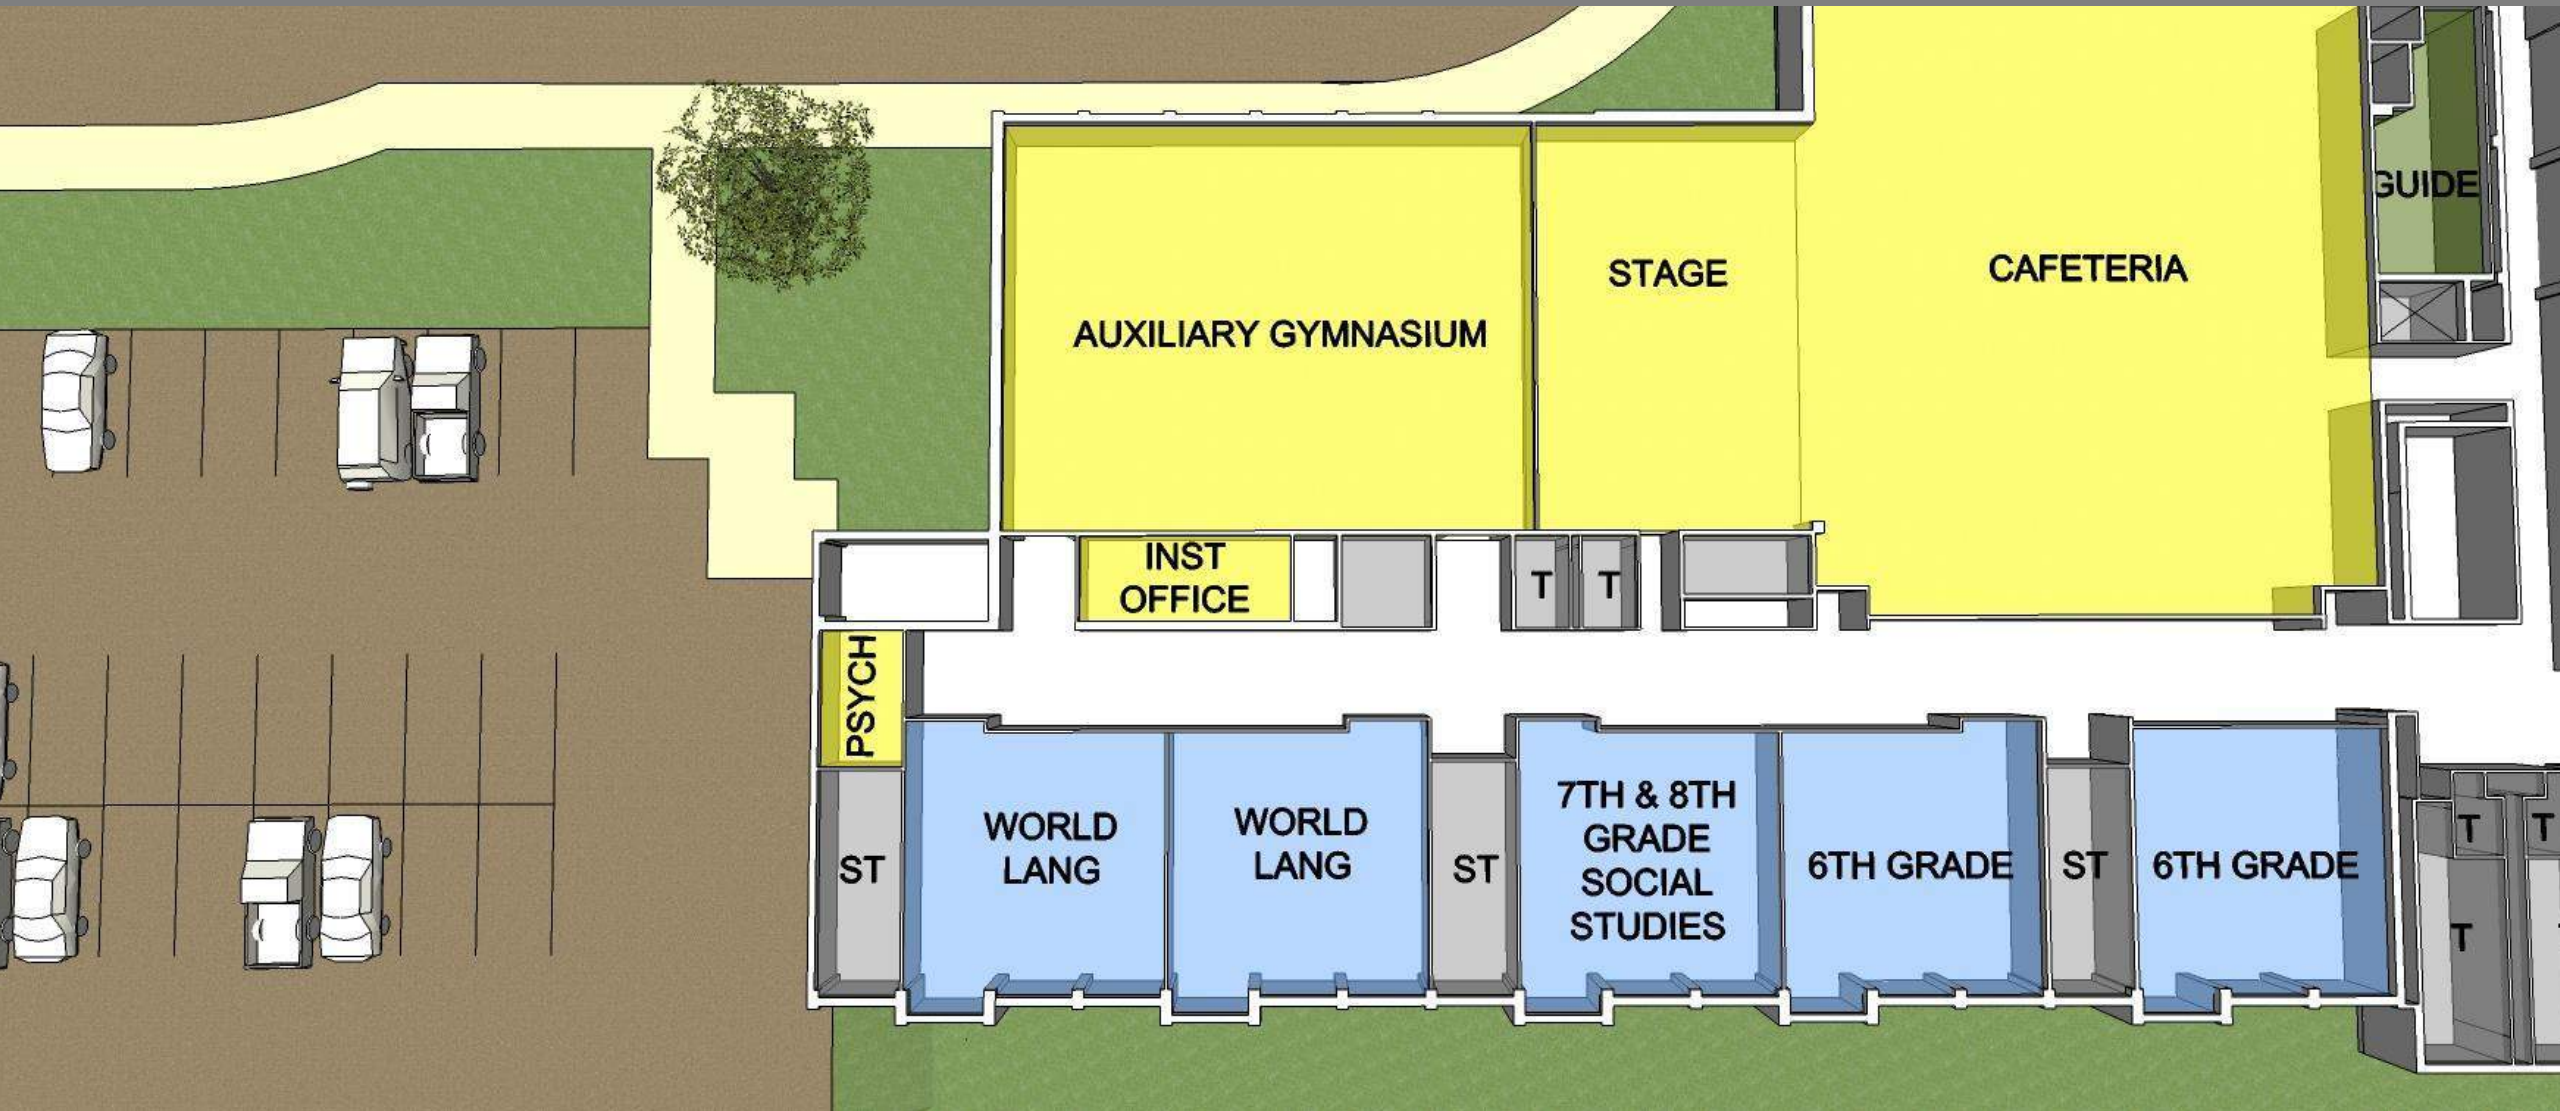 GUIDE
STAGE
CAFETERIA
AUXILIARY GYMNASIUM
INST
OFFICE
T
T
PSYCH
ST
WORLD
LANG
WORLD
LANG
ST
7TH & 8TH
GRADE
SOCIAL
STUDIES
6TH GRADE
ST
6TH GRADE
T
T
T